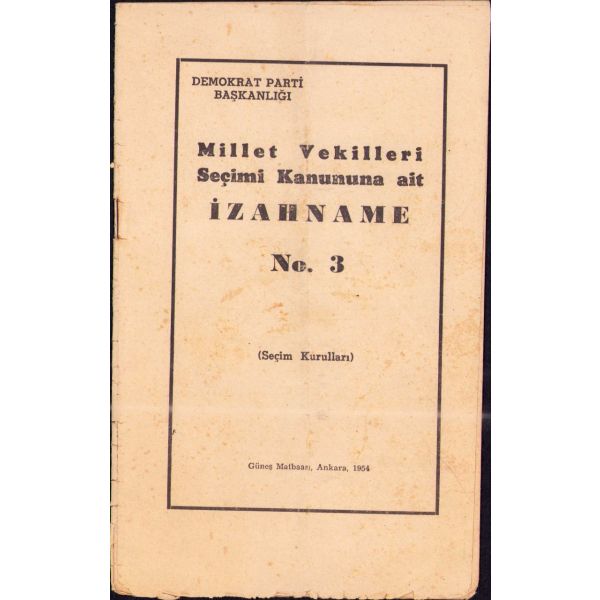 DEMOKRAT PARTİ
BAŞKANLIĞI
Millet Vekilleri
Seçimi Kanununa ait
İZAHNAME
No. 3
(Seçim Kurulları)
Güneş Matbaası, Ankara, 1954